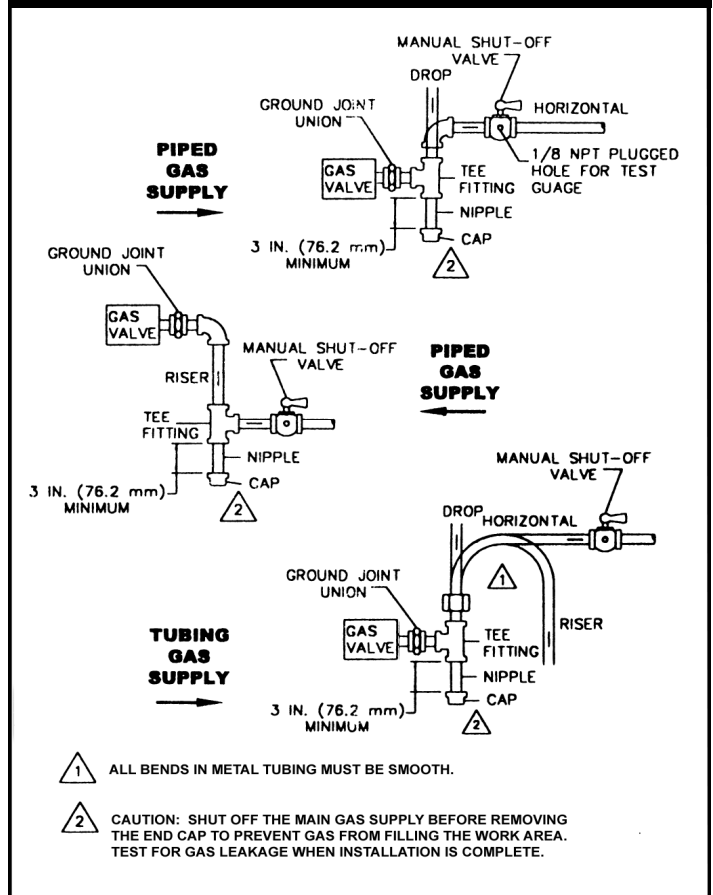 MANUAL SHUT-OFF
VALVE
DROP
GROUND JOINT
UNION
HORIZONTAL
PIPED
GAS
SUPPLY
GAS
VALVE
TEE
FITTING
1/8 NPT PLUGGED
HOLE FOR TEST
GUAGE
NIPPLE
3 IN. (76.2 mm)
MINIMUM
CAP
2
GROUND JOINT
UNION
GAS
VALVE
MANUAL SHUT-OFF
VALVE
RISER
PIPED
GAS
SUPPLY
TEE
FITTING
NIPPLE
3 IN. (76.2 mm)
MINIMUM
CAP
2
MANUAL SHUT-OFF
VALVE
DROP
HORIZONTAL
1
GROUND JOINT
UNION
RISER
TUBING
GAS
SUPPLY
GAS
VALVE
TEE
FITTING
NIPPLE
3 IN. (76.2 mm)
MINIMUM
CAP
2
1 ALL BENDS IN METAL TUBING MUST BE SMOOTH.
2 CAUTION: SHUT OFF THE MAIN GAS SUPPLY BEFORE REMOVING
THE END CAP TO PREVENT GAS FROM FILLING THE WORK AREA.
TEST FOR GAS LEAKAGE WHEN INSTALLATION IS COMPLETE.